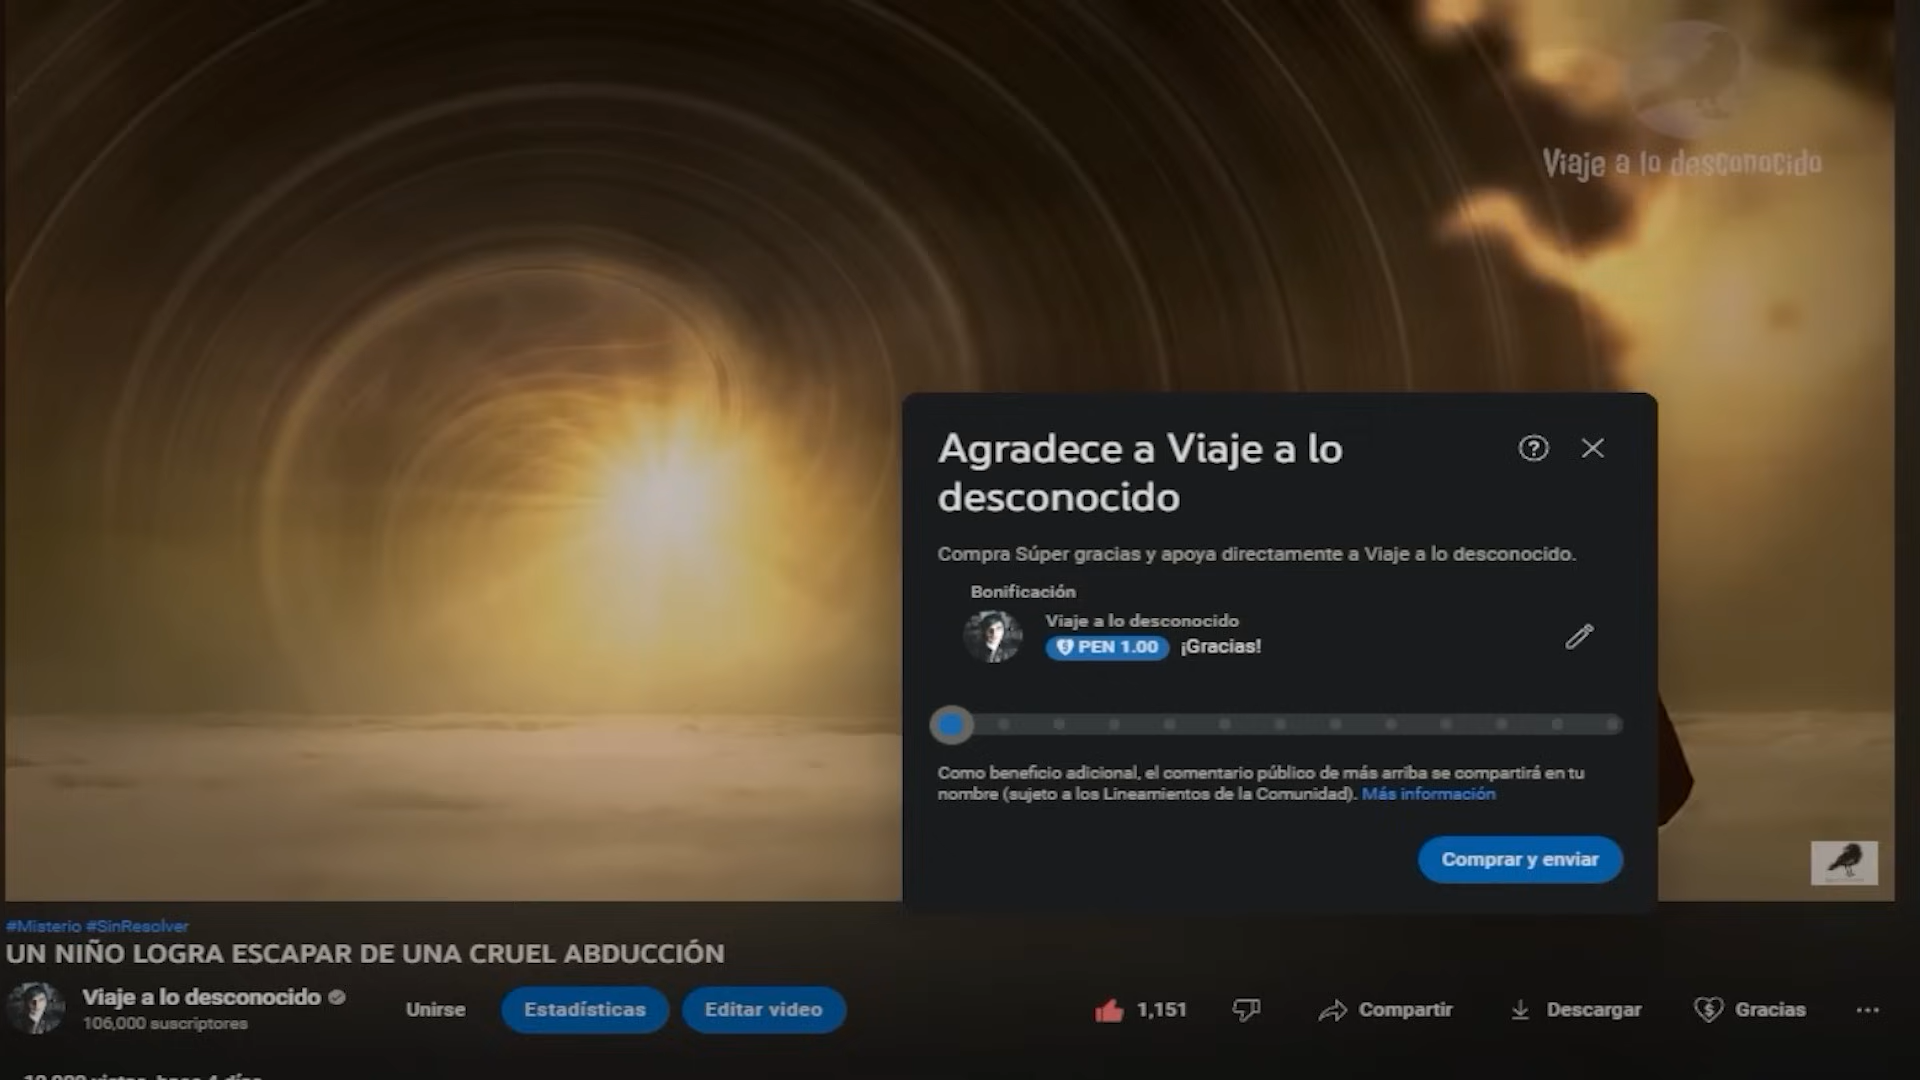 Viaje a lo desconocido
Agradece a Viaje a lo
desconocido
Compra Súper gracias y apoya directamente a Viaje a lo desconocido.
Bonificación
Viaje a lo desconocido
PEN 1.00 ¡Gracias!
Como beneficio adicional, el comentario público de más arriba se compartirá en tu
nombre (sujeto a los Lineamientos de la Comunidad). Más información
Comprar y enviar
#Misterio #SinResolver
UN NIÑO LOGRA ESCAPAR DE UNA CRUEL ABDUCCIÓN
Viaje a lo desconocido
106,000 suscriptores
Unirse
Estadísticas
Editar video
1,151
Compartir
Descargar
Gracias